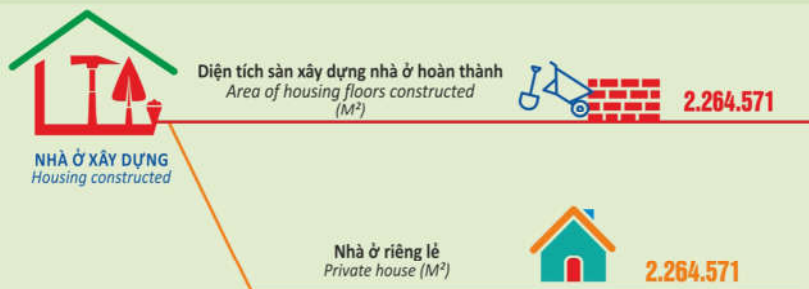 Diện tích sàn xây dựng nhà ở hoàn thành
Area of housing floors constructed
(M²)
2.264.571
NHÀ Ở XÂY DỰNG
Housing constructed
Nhà ở riêng lẻ
Private house (M²)
2.264.571